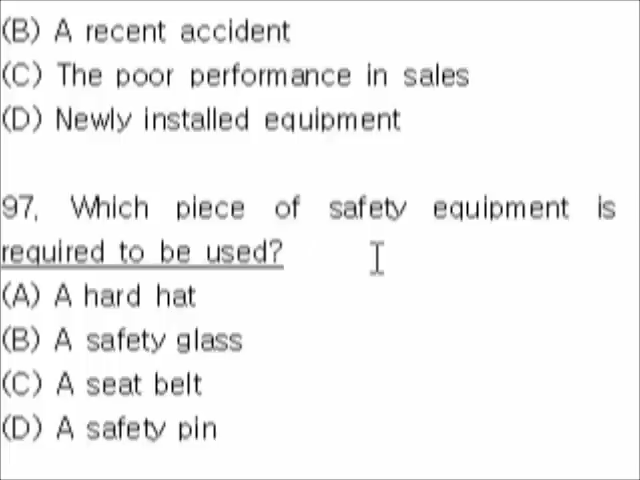 (B) A recent accident
(C) The poor performance in sales
(D) Newly installed equipment
97. Which piece of safety equipment is
required to be used?
(A) A hard hat
(B) A safety glass
(C) A seat belt
(D) A safety pin